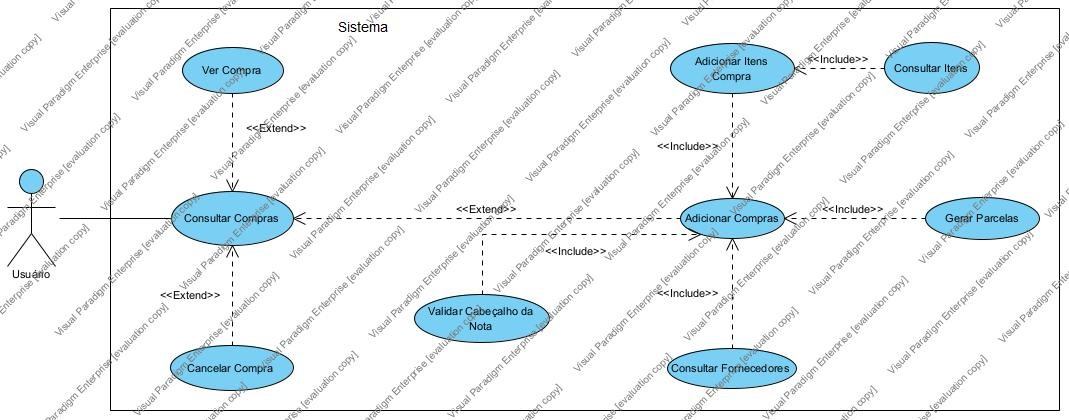 Sistema
Ver Compra
Adicionar Itens
Compra
<<Include>>
Consultar Itens
<<Extend>>
<<Include>>
Consultar Compras
<<Extend>>
Adicionar Compras
<<Include>>
Gerar Parcelas
<<Include>>
Usuário
<<Extend>>
<<Include>>
Validar Cabeçalho da
Nota
Cancelar Compra
Consultar Fornecedores
Visual Paradigm Enterprise [evaluation copy]